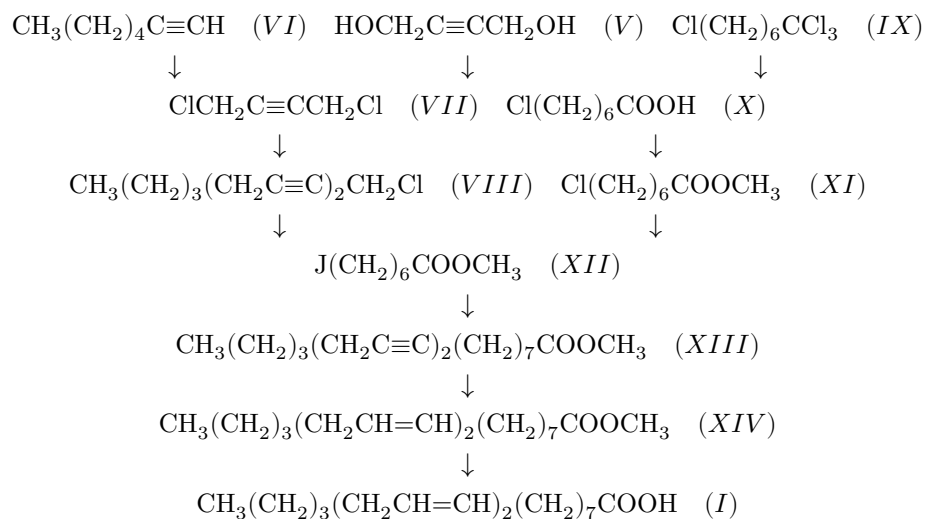 CH₃(CH₂)₄C≡CH (VI) HOCH₂C≡CCH₂OH (V) Cl(CH₂)₆CCl₃ (IX)
↓ ↓ ↓
ClCH₂C≡CCH₂Cl (VII) Cl(CH₂)₆COOH (X)
↓ ↓
CH₃(CH₂)₃(CH₂C≡C)₂CH₂Cl (VIII) Cl(CH₂)₆COOCH₃ (XI)
↓ ↓
J(CH₂)₆COOCH₃ (XII)
↓
CH₃(CH₂)₃(CH₂C≡C)₂(CH₂)₇COOCH₃ (XIII)
↓
CH₃(CH₂)₃(CH₂CH=CH)₂(CH₂)₇COOCH₃ (XIV)
↓
CH₃(CH₂)₃(CH₂CH=CH)₂(CH₂)₇COOH (I)